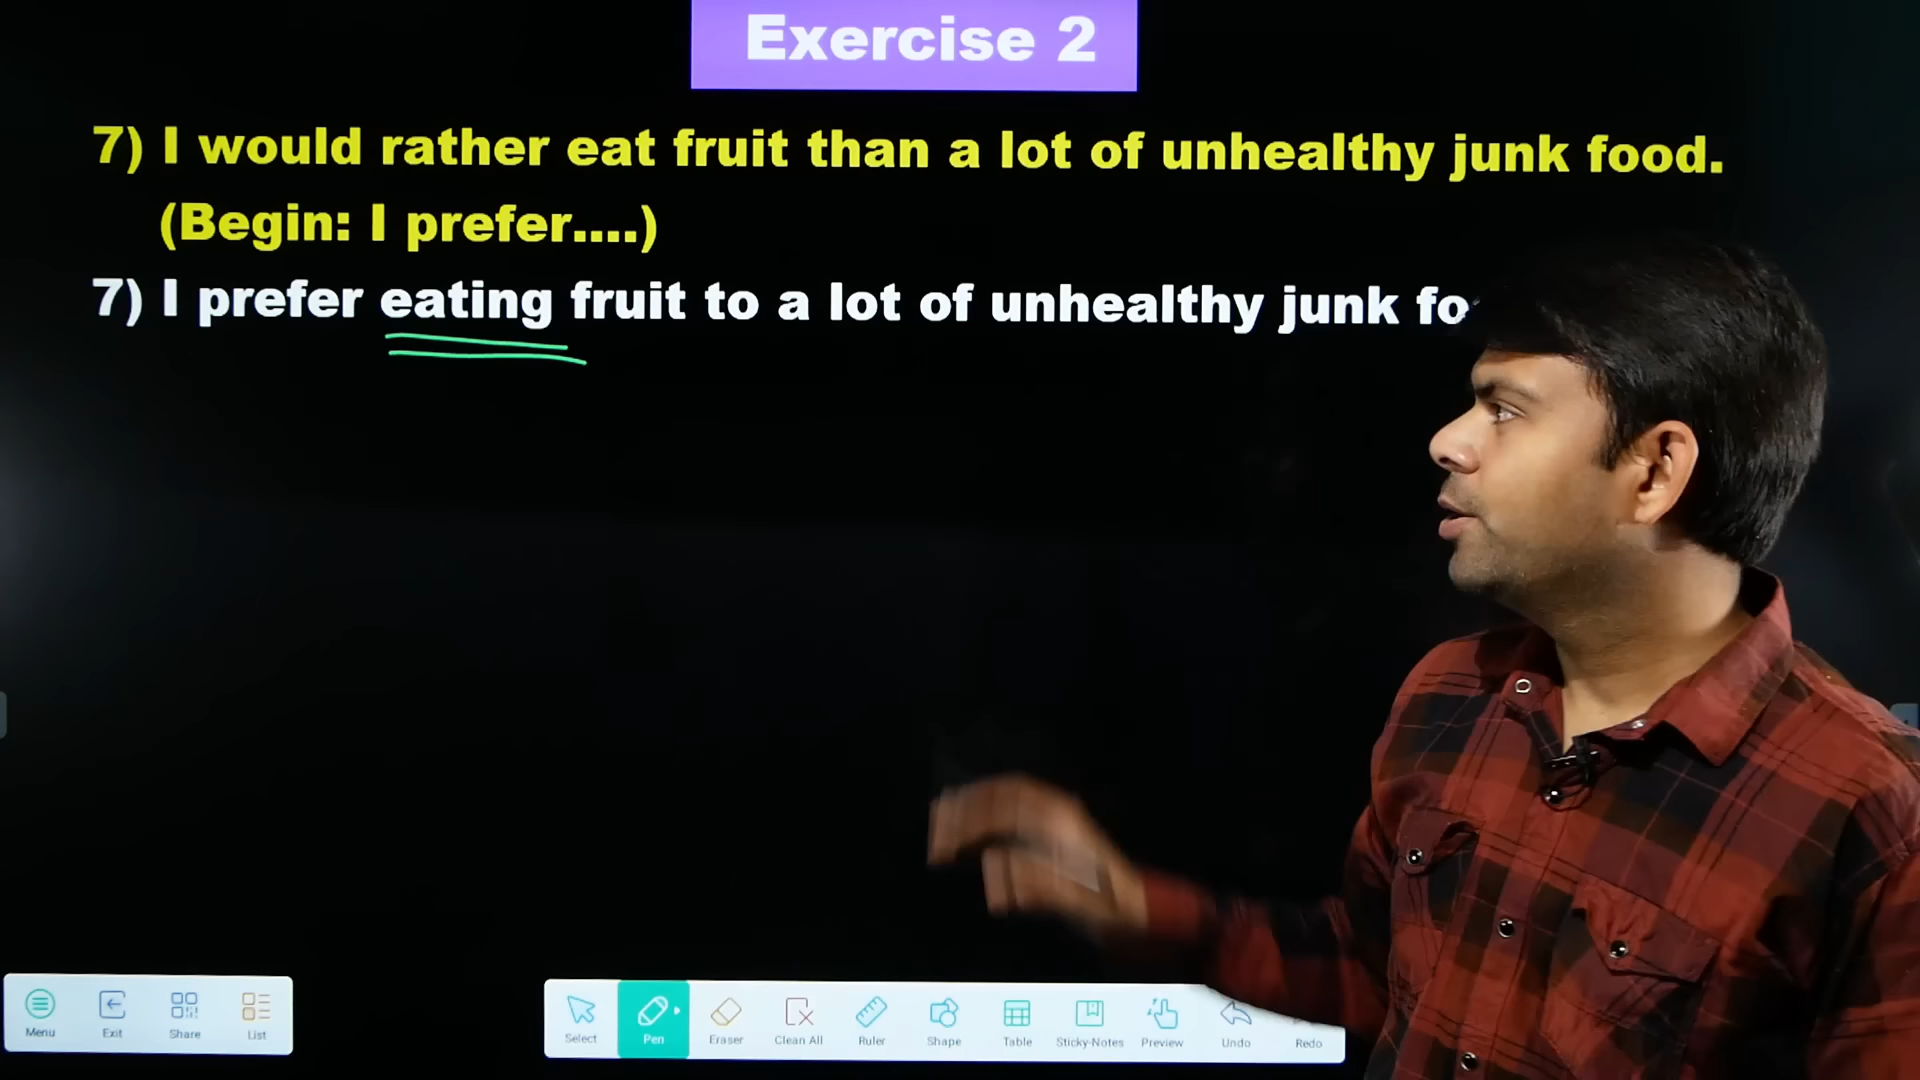 Exercise 2
7) I would rather eat fruit than a lot of unhealthy junk food.
(Begin: I prefer....)
7) I prefer eating fruit to a lot of unhealthy junk fo
Menu Exit Share List
Select Pen Eraser Clean All Ruler Shape Table Sticky-Notes Preview Undo Redo